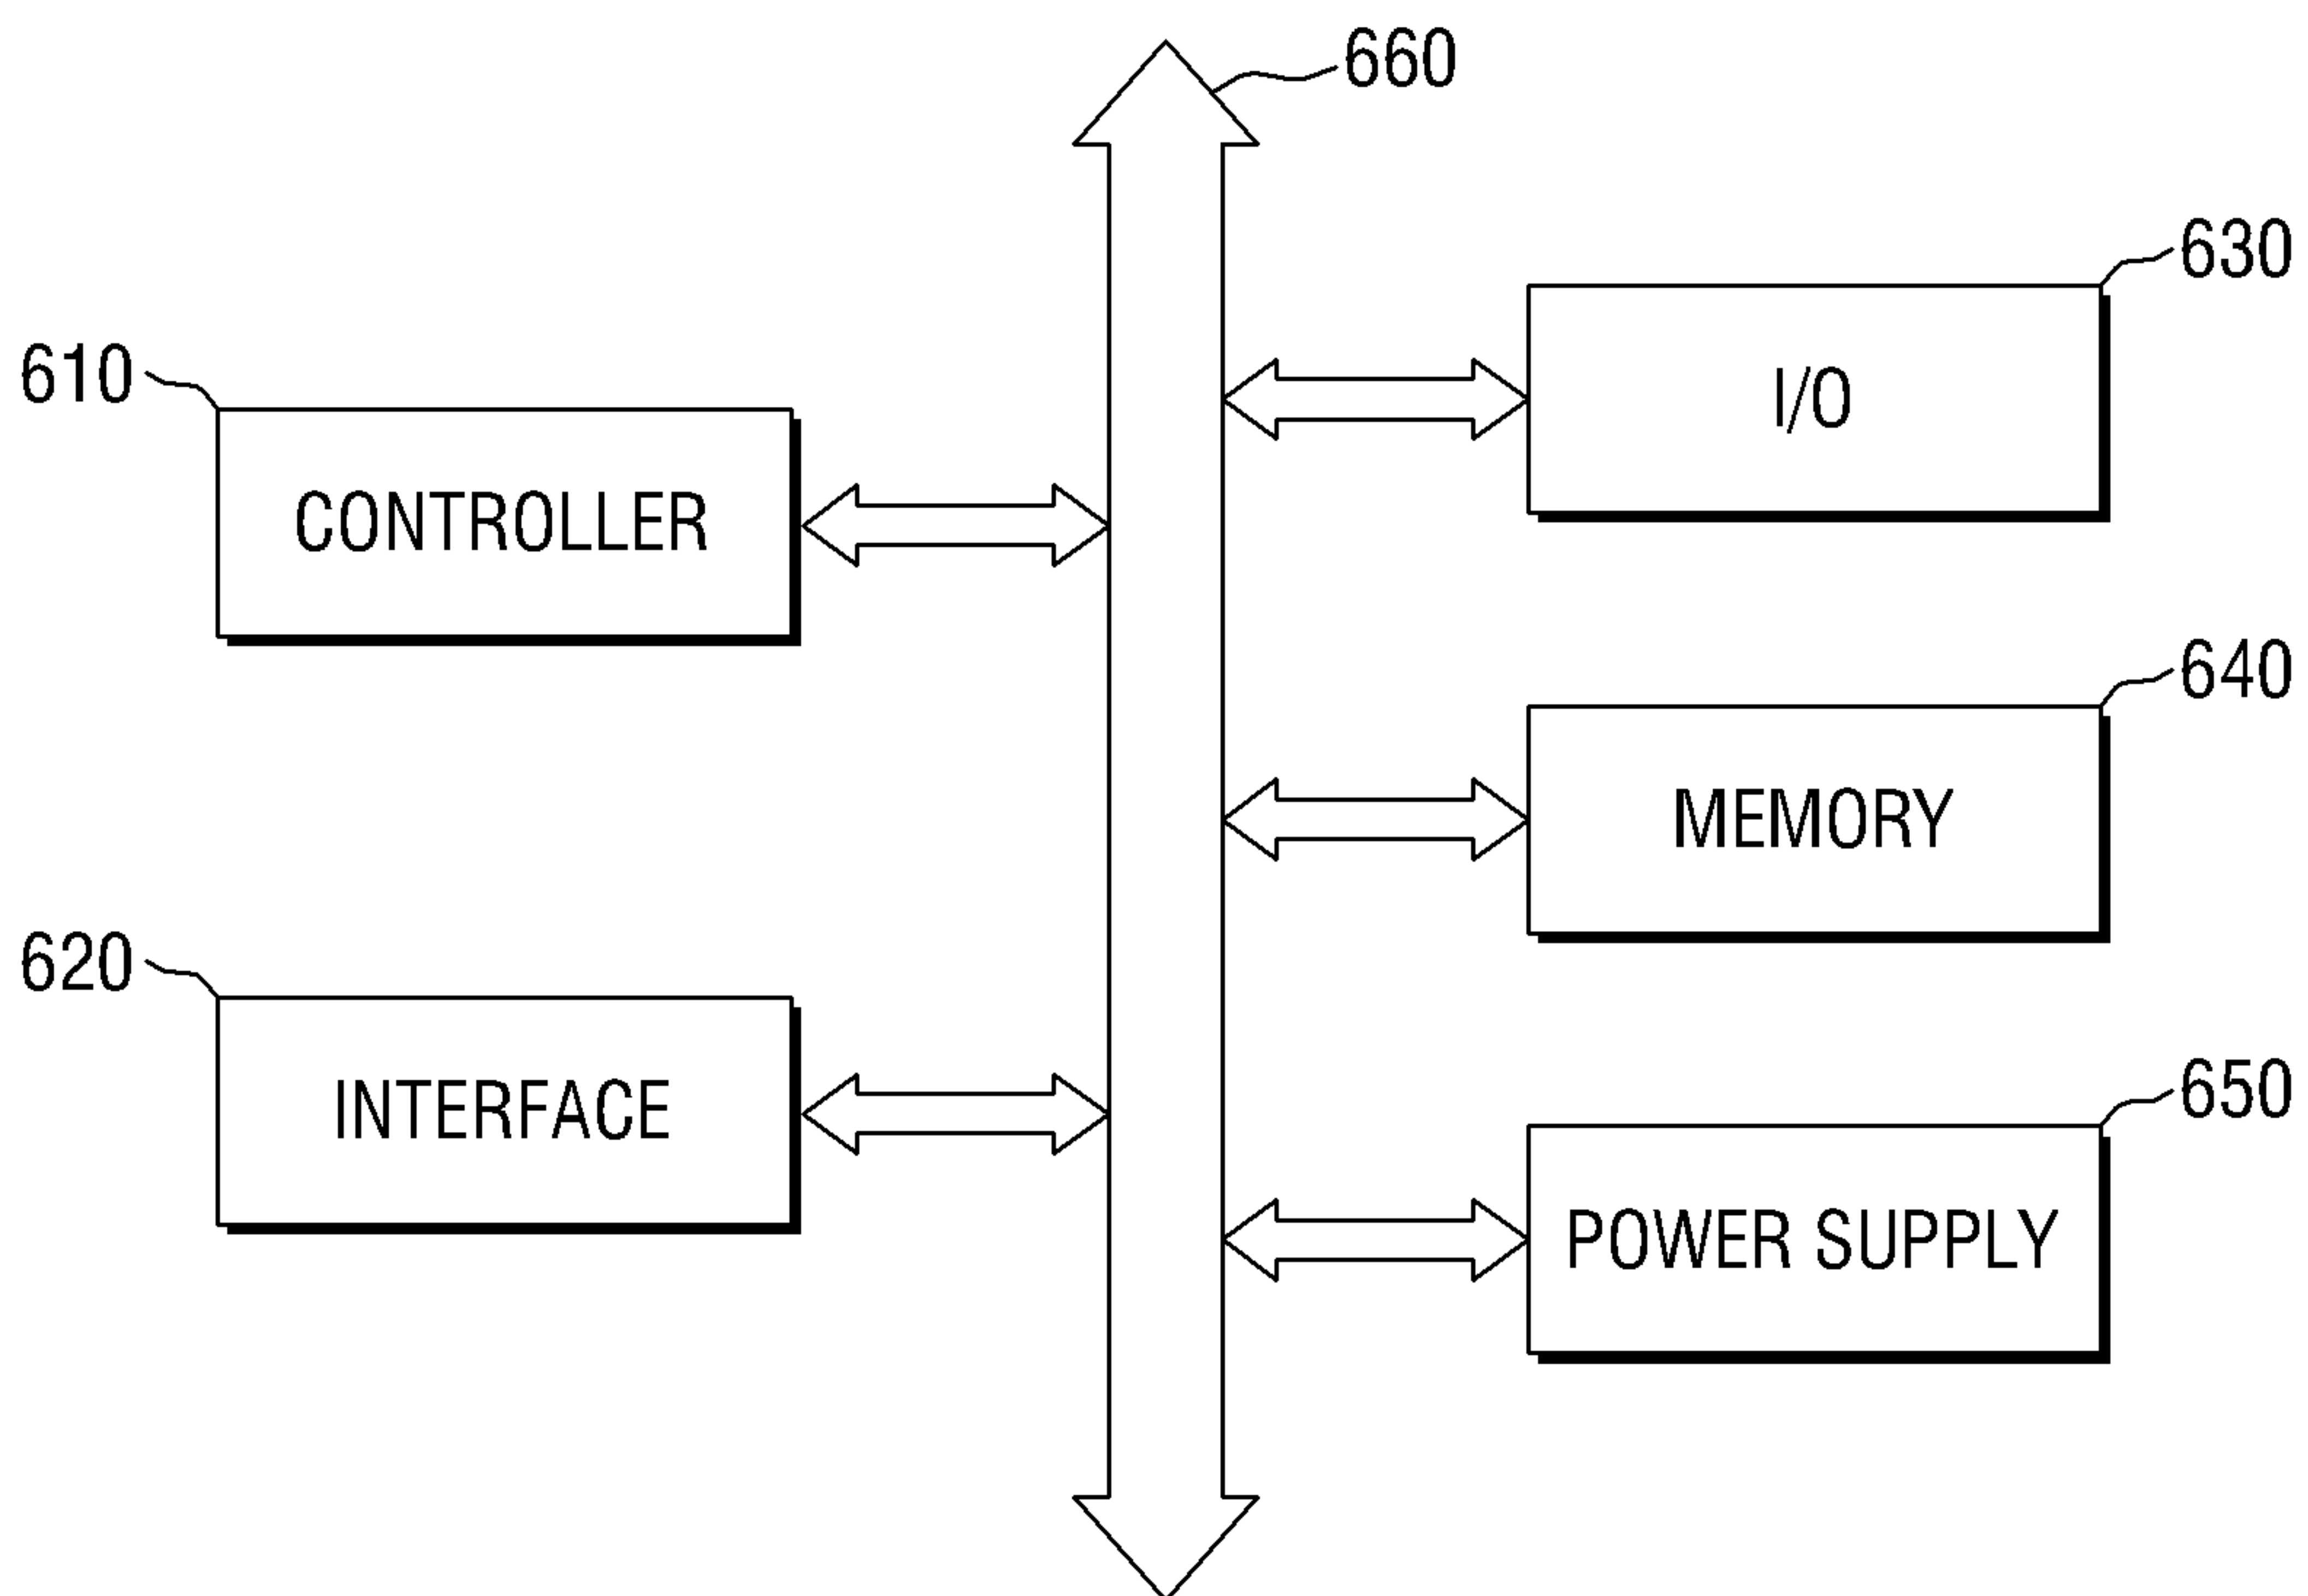 660
630
I/O
610
CONTROLLER
640
MEMORY
620
INTERFACE
650
POWER SUPPLY